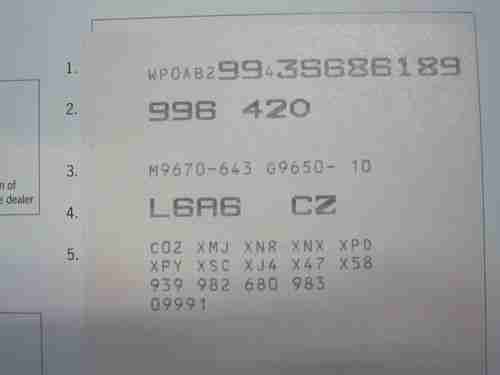 1. WP0AB29943S686189
2. 996 420
3. M9670-643 G9650- 10
n of
e dealer
4. L6A6 CZ
5. C02 XMJ XNR XNX XPD
XPY XSC XJ4 X47 X58
939 982 680 983
09991